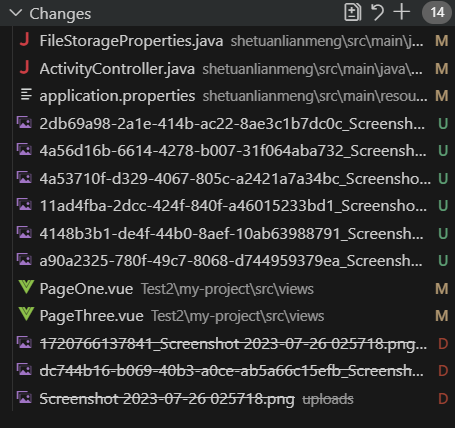 Changes 14
FileStorageProperties.java shetuanlianmeng\src\main\j... M
ActivityController.java shetuanlianmeng\src\main\java\... M
application.properties shetuanlianmeng\src\main\resou... M
2db69a98-2a1e-414b-ac22-8ae3c1b7dc0c_Screensh... U
4a56d16b-6614-4278-b007-31f064aba732_Screensh... U
4a53710f-d329-4067-805c-a2421a7a34bc_Screensho... U
11ad4fba-2dcc-424f-840f-a46015233bd1_Screensho... U
4148b3b1-de4f-44b0-8aef-10ab63988791_Screensh... U
a90a2325-780f-49c7-8068-d744959379ea_Screensh... U
PageOne.vue Test2\my-project\src\views M
PageThree.vue Test2\my-project\src\views M
1720766137841_Screenshot 2023-07-26 025718.png... D
dc744b16-b069-40b3-a0ce-ab5a66c15efb_Screensh... D
Screenshot 2023-07-26 025718.png uploads D